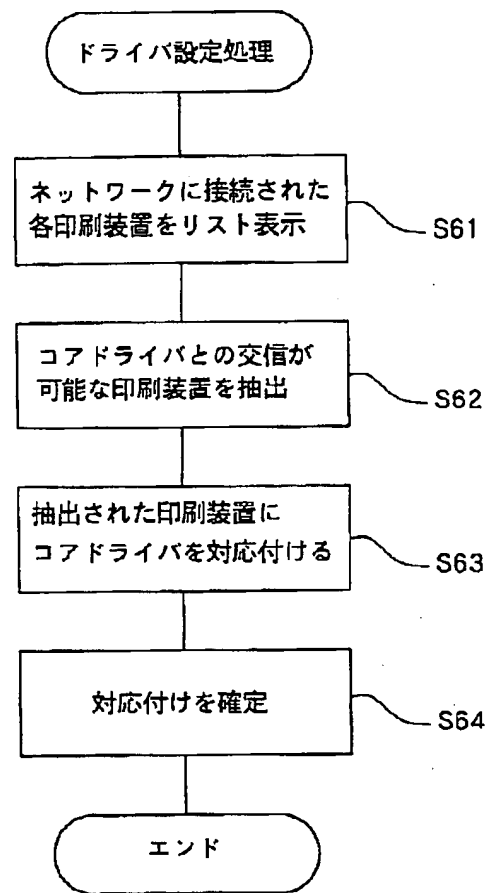 ドライバ設定処理
ネットワークに接続された
各印刷装置をリスト表示
S61
コアドライバとの交信が
可能な印刷装置を抽出
S62
抽出された印刷装置に
コアドライバを対応付ける
S63
対応付けを確定
S64
エンド